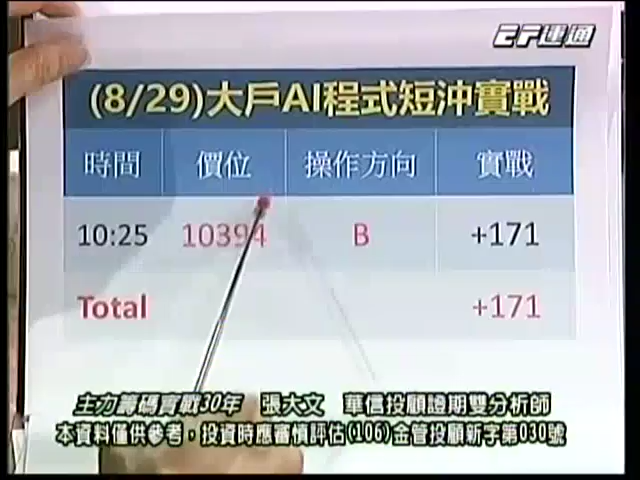 EF運通
(8/29)大戶AI程式短沖實戰
時間 價位 操作方向 實戰
10:25 10394 B +171
Total +171
主力籌碼實戰30年 張大文 華信投顧證期雙分析師
本資料僅供參考,投資時應審慎評估(106)金管投顧新字第030號